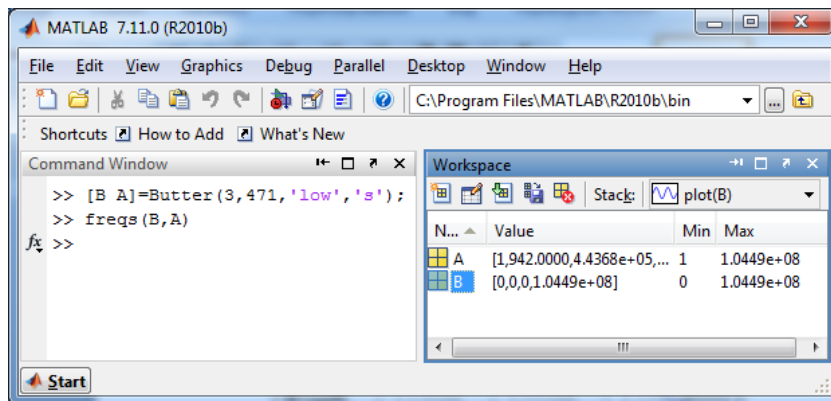 MATLAB 7.11.0 (R2010b)
File Edit View Graphics Debug Parallel Desktop Window Help
C:\Program Files\MATLAB\R2010b\bin ...
Shortcuts How to Add What's New
Command Window
>> [B A]=Butter(3,471,'low','s');
>> freqs(B,A)
fx >>
Workspace
Stack: plot(B)
N... Value Min Max
A [1,942.0000,4.4368e+05,... 1 1.0449e+08
B [0,0,0,1.0449e+08] 0 1.0449e+08
Start